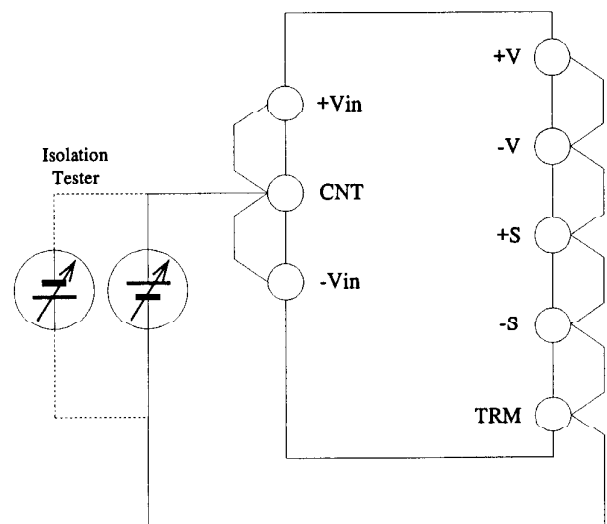 +V
+Vin
-V
Isolation
Tester
CNT
+S
-Vin
-S
TRM